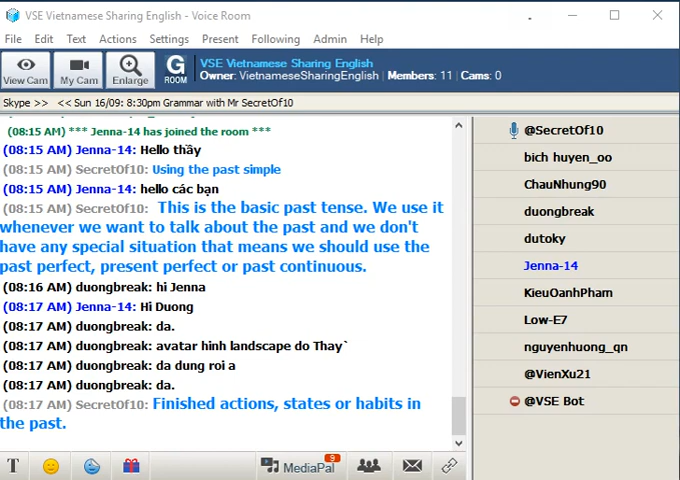 VSE Vietnamese Sharing English - Voice Room
File Edit Text Actions Settings Present Following Admin Help
View Cam My Cam Enlarge G ROOM
VSE Vietnamese Sharing English
Owner: VietnameseSharingEnglish | Members: 11 | Cams: 0
Skype >> << Sun 16/09: 8:30pm Grammar with Mr SecretOf10
(08:15 AM) *** Jenna-14 has joined the room ***
(08:15 AM) Jenna-14: Hello thầy
(08:15 AM) SecretOf10: Using the past simple
(08:15 AM) Jenna-14: hello các bạn
(08:15 AM) SecretOf10: This is the basic past tense. We use it
whenever we want to talk about the past and we don't
have any special situation that means we should use the
past perfect, present perfect or past continuous.
(08:16 AM) duongbreak: hi Jenna
(08:17 AM) Jenna-14: Hi Duong
(08:17 AM) duongbreak: da.
(08:17 AM) duongbreak: avatar hinh landscape do Thay`
(08:17 AM) duongbreak: da dung roi a
(08:17 AM) duongbreak: da.
(08:17 AM) SecretOf10: Finished actions, states or habits in
the past.
@SecretOf10
bich huyen_oo
ChauNhung90
duongbreak
dutoky
Jenna-14
KieuOanhPham
Low-E7
nguyenhuong_qn
@VienXu21
@VSE Bot
T MediaPal 9